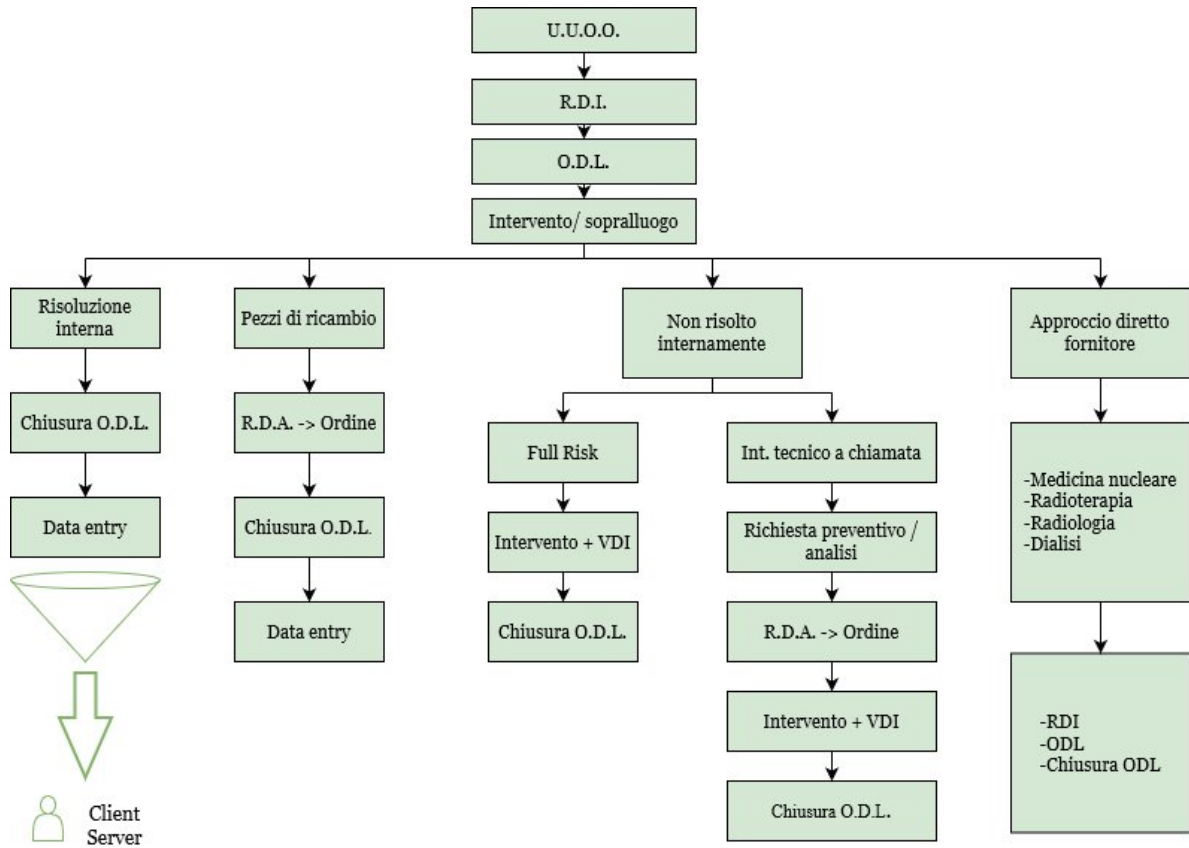 U.U.O.O.
R.D.I.
O.D.L.
Intervento/ sopralluogo
Risoluzione
interna
Chiusura O.D.L.
Data entry
Client
Server
Pezzi di ricambio
R.D.A. -> Ordine
Chiusura O.D.L.
Data entry
Non risolto
internamente
Full Risk
Intervento + VDI
Chiusura O.D.L.
Int. tecnico a chiamata
Richiesta preventivo /
analisi
R.D.A. -> Ordine
Intervento + VDI
Chiusura O.D.L.
Approccio diretto
fornitore
-Medicina nucleare
-Radioterapia
-Radiologia
-Dialisi
-RDI
-ODL
-Chiusura ODL